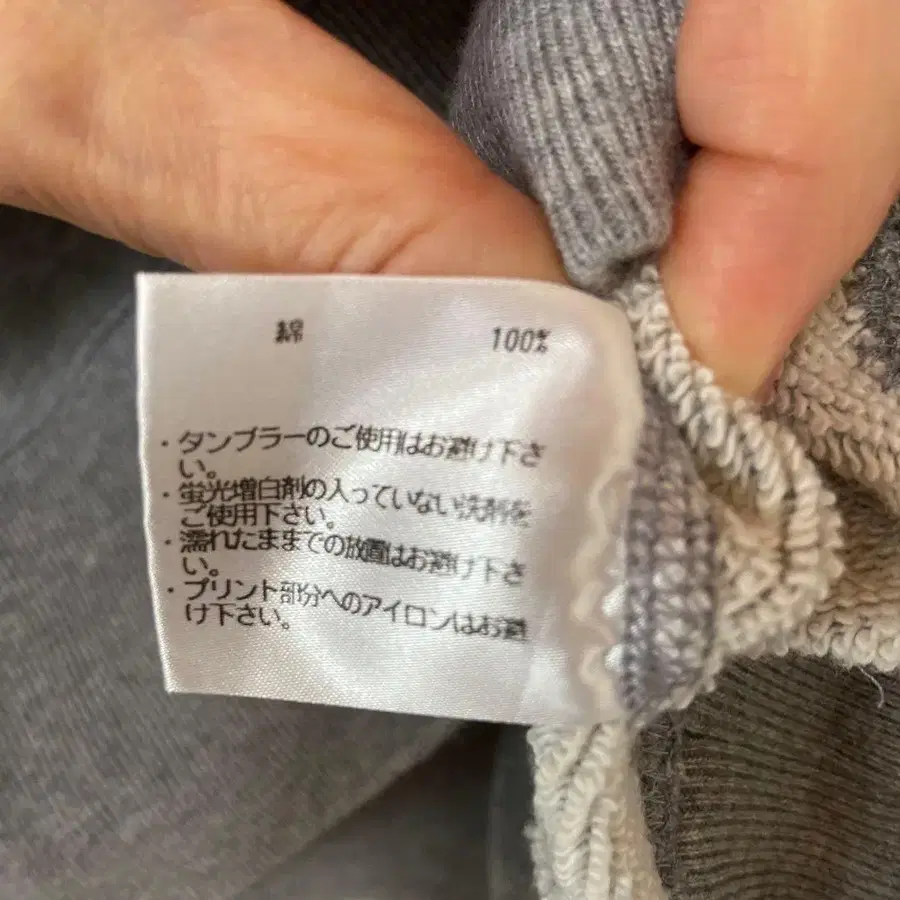 綿 100%
・タンブラーのご使用はお避け下さ
い。
・蛍光増白剤の入っていない洗剤を
ご使用下さい。
・濡れたままでの放置はお避け下さ
い。
・プリント部分へのアイロンはお避
け下さい。